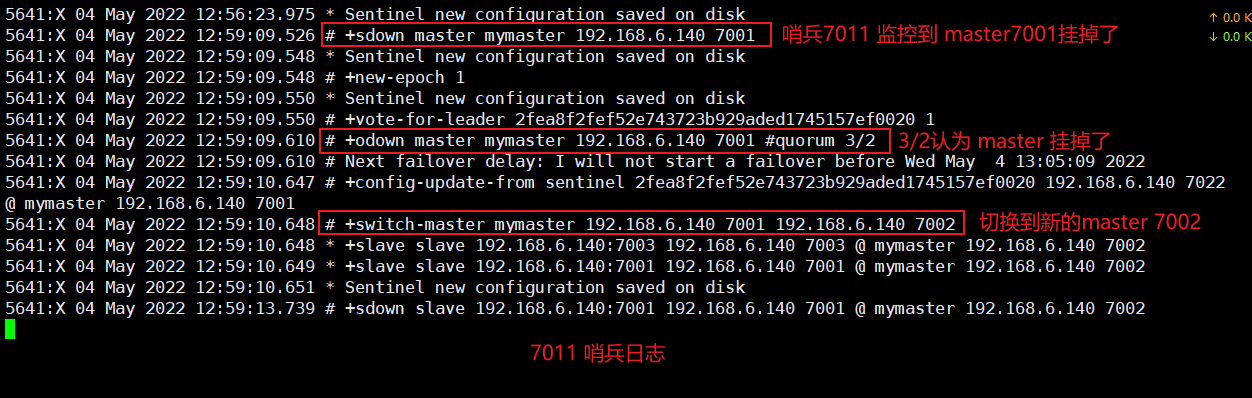 5641:X 04 May 2022 12:56:23.975 * Sentinel new configuration saved on disk
↑ 0.0 K
5641:X 04 May 2022 12:59:09.526 # +sdown master mymaster 192.168.6.140 7001 哨兵7011 监控到 master7001挂掉了
↓ 0.0 K
5641:X 04 May 2022 12:59:09.548 * Sentinel new configuration saved on disk
5641:X 04 May 2022 12:59:09.548 # +new-epoch 1
5641:X 04 May 2022 12:59:09.550 * Sentinel new configuration saved on disk
5641:X 04 May 2022 12:59:09.550 # +vote-for-leader 2fea8f2fef52e743723b929aded1745157ef0020 1
5641:X 04 May 2022 12:59:09.610 # +odown master mymaster 192.168.6.140 7001 #quorum 3/2 3/2认为 master 挂掉了
5641:X 04 May 2022 12:59:09.610 # Next failover delay: I will not start a failover before Wed May  4 13:05:09 2022
5641:X 04 May 2022 12:59:10.647 # +config-update-from sentinel 2fea8f2fef52e743723b929aded1745157ef0020 192.168.6.140 7022
@ mymaster 192.168.6.140 7001
5641:X 04 May 2022 12:59:10.648 # +switch-master mymaster 192.168.6.140 7001 192.168.6.140 7002 切换到新的master 7002
5641:X 04 May 2022 12:59:10.648 * +slave slave 192.168.6.140:7003 192.168.6.140 7003 @ mymaster 192.168.6.140 7002
5641:X 04 May 2022 12:59:10.649 * +slave slave 192.168.6.140:7001 192.168.6.140 7001 @ mymaster 192.168.6.140 7002
5641:X 04 May 2022 12:59:10.651 * Sentinel new configuration saved on disk
5641:X 04 May 2022 12:59:13.739 # +sdown slave 192.168.6.140:7001 192.168.6.140 7001 @ mymaster 192.168.6.140 7002
7011 哨兵日志